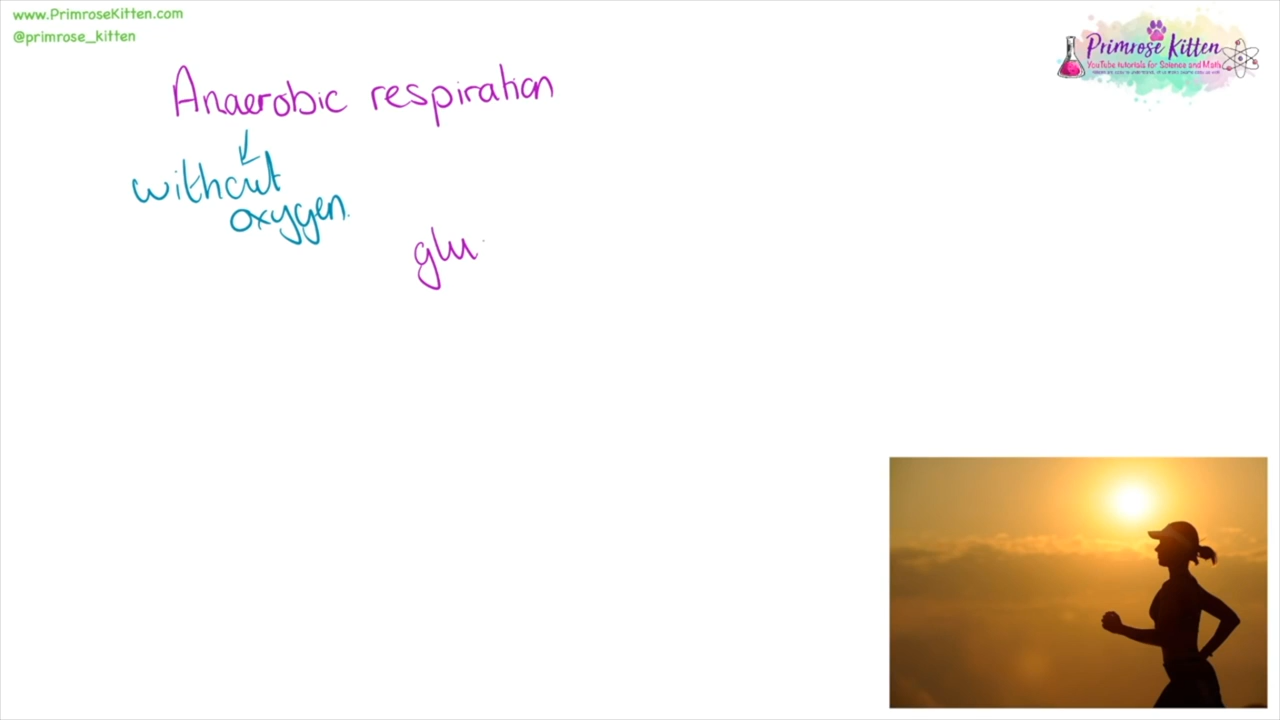 www.PrimroseKitten.com
@primrose_kitten
Primrose Kitten
YouTube tutorials for Science and Maths
Anaerobic respiration
without
oxygen.
glu